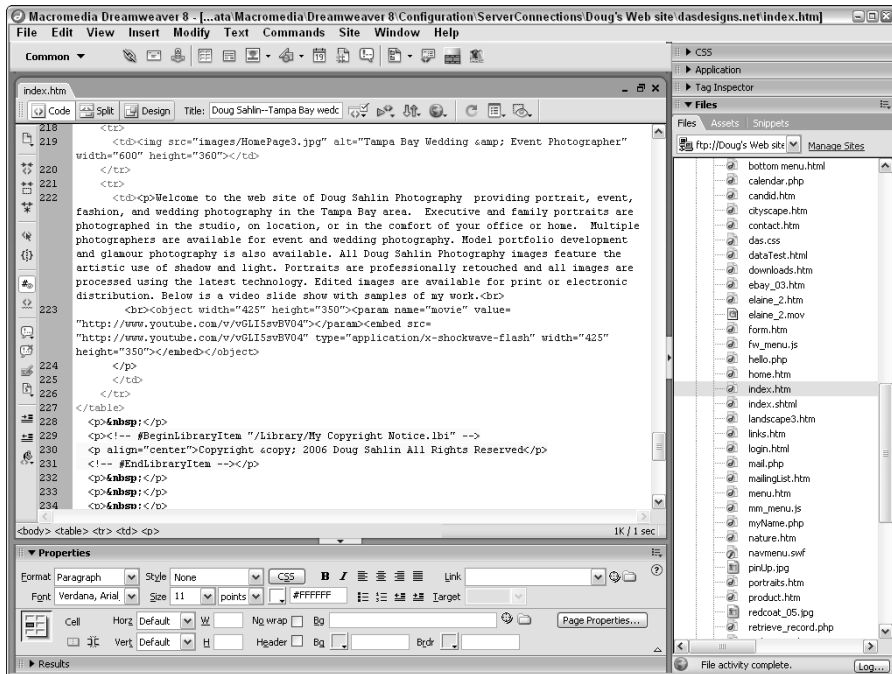 Macromedia Dreamweaver 8 - [...ata\Macromedia\Dreamweaver 8\Configuration\ServerConnections\Doug's Web site\dasdesigns.net\index.htm]
File Edit View Insert Modify Text Commands Site Window Help
Common
index.htm
Code Split Design Title: Doug Sahlin--Tampa Bay wedc
218 <tr>
219 <td><img src="images/HomePage3.jpg" alt="Tampa Bay Wedding &amp; Event Photographer"
width="600" height="360"></td>
220 </tr>
221 <tr>
222 <td><p>Welcome to the web site of Doug Sahlin Photography  providing portrait, event,
fashion, and wedding photography in the Tampa Bay area.  Executive and family portraits are
photographed in the studio, on location, or in the comfort of your office or home.  Multiple
photographers are available for event and wedding photography. Model portfolio development
and glamour photography is also available. All Doug Sahlin Photography images feature the
artistic use of shadow and light. Portraits are professionally retouched and all images are
processed using the latest technology. Edited images are available for print or electronic
distribution. Below is a video slide show with samples of my work.<br>
223 <br><object width="425" height="350"><param name="movie" value=
"http://www.youtube.com/v/vGLI5svBV04"></param><embed src=
"http://www.youtube.com/v/vGLI5svBV04" type="application/x-shockwave-flash" width="425"
height="350"></embed></object>
224 </p>
225 </td>
226 </tr>
227 </table>
228 <p>&nbsp;</p>
229 <p><!-- #BeginLibraryItem "/Library/My Copyright Notice.lbi" -->
230 <p align="center">Copyright &copy; 2006 Doug Sahlin All Rights Reserved</p>
231 <!-- #EndLibraryItem --></p>
232 <p>&nbsp;</p>
233 <p>&nbsp;</p>
234 <p>&nbsp;</p>
<body> <table> <tr> <td> <p> 1K / 1 sec
Properties
Format Paragraph Style None CSS B I Link
Font Verdana, Arial, Size 11 points #FFFFFF Target
Cell Horz Default W No wrap Bg Page Properties...
Vert Default H Header Bg Brdr
Results
CSS
Application
Tag Inspector
Files
Files Assets Snippets
ftp://Doug's Web site Manage Sites
bottom menu.html
calendar.php
candid.htm
cityscape.htm
contact.htm
das.css
dataTest.html
downloads.htm
ebay_03.htm
elaine_2.htm
elaine_2.mov
form.htm
fw_menu.js
hello.php
home.htm
index.htm
index.shtml
landscape3.htm
links.htm
login.html
mail.php
mailingList.htm
menu.htm
mm_menu.js
myName.php
nature.htm
navmenu.swf
pinUp.jpg
portraits.htm
product.htm
redcoat_05.jpg
retrieve_record.php
File activity complete. Log...